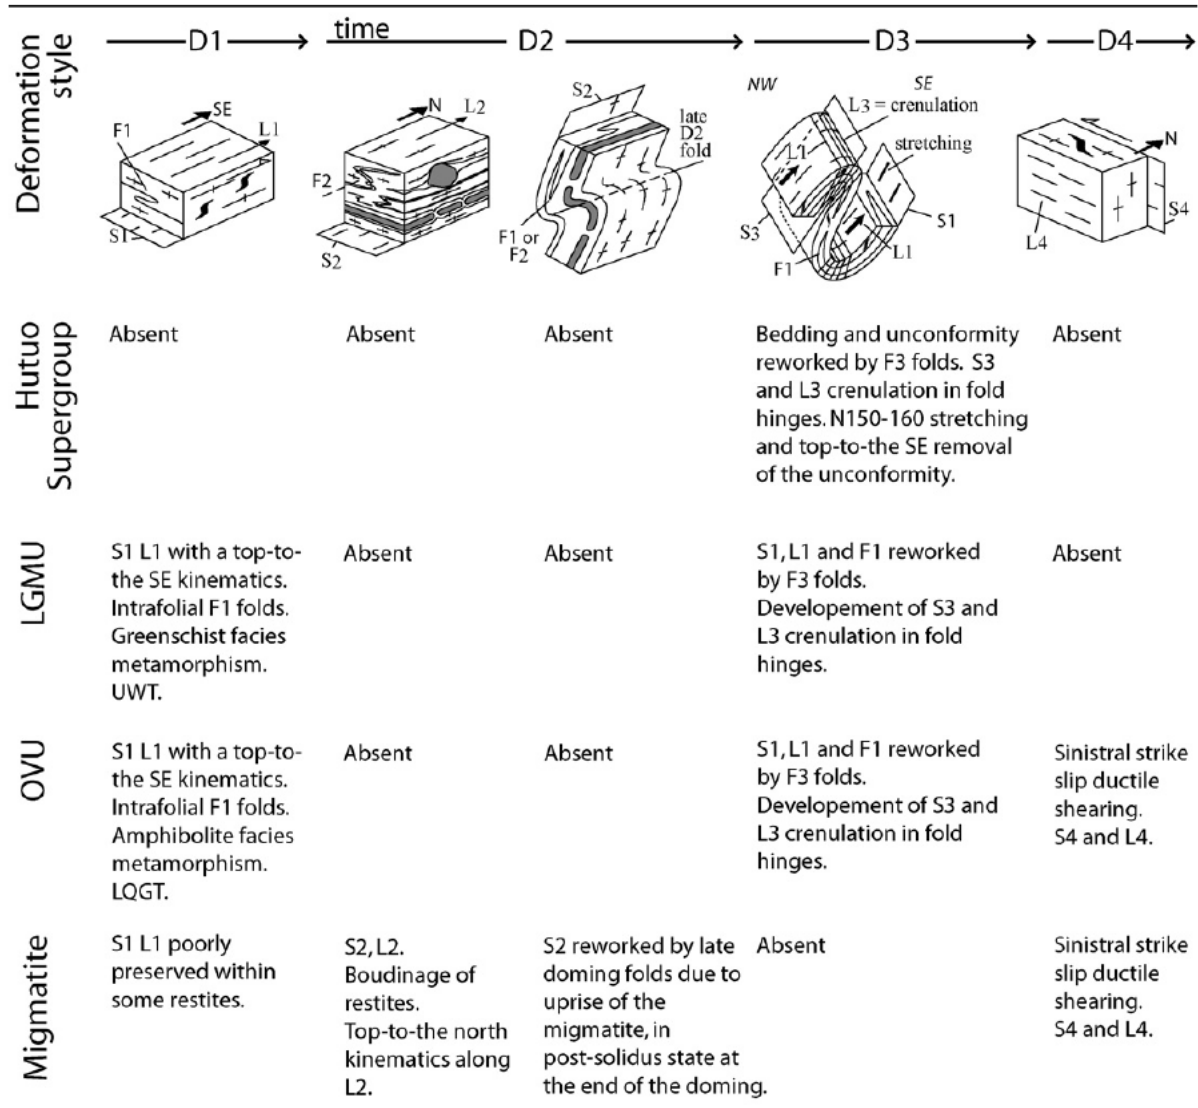 time
Deformation
style
D1
D2
D3
D4
F1
SE
L1
S1
N
L2
F2
S2
S2
late
D2
fold
F1 or
F2
NW
SE
L3 = crenulation
stretching
L1
S3
F1
L1
S1
N
L4
S4
Hutuo
Supergroup
Absent
Absent
Absent
Bedding and unconformity
reworked by F3 folds. S3
and L3 crenulation in fold
hinges. N150-160 stretching
and top-to-the SE removal
of the unconformity.
Absent
LGMU
S1 L1 with a top-to-
the SE kinematics.
Intrafolial F1 folds.
Greenschist facies
metamorphism.
UWT.
Absent
Absent
S1, L1 and F1 reworked
by F3 folds.
Developement of S3 and
L3 crenulation in fold
hinges.
Absent
OVU
S1 L1 with a top-to-
the SE kinematics.
Intrafolial F1 folds.
Amphibolite facies
metamorphism.
LQGT.
Absent
Absent
S1, L1 and F1 reworked
by F3 folds.
Developement of S3 and
L3 crenulation in fold
hinges.
Sinistral strike
slip ductile
shearing.
S4 and L4.
Migmatite
S1 L1 poorly
preserved within
some restites.
S2, L2.
Boudinage of
restites.
Top-to-the north
kinematics along
L2.
S2 reworked by late
doming folds due to
uprise of the
migmatite, in
post-solidus state at
the end of the doming.
Absent
Sinistral strike
slip ductile
shearing.
S4 and L4.